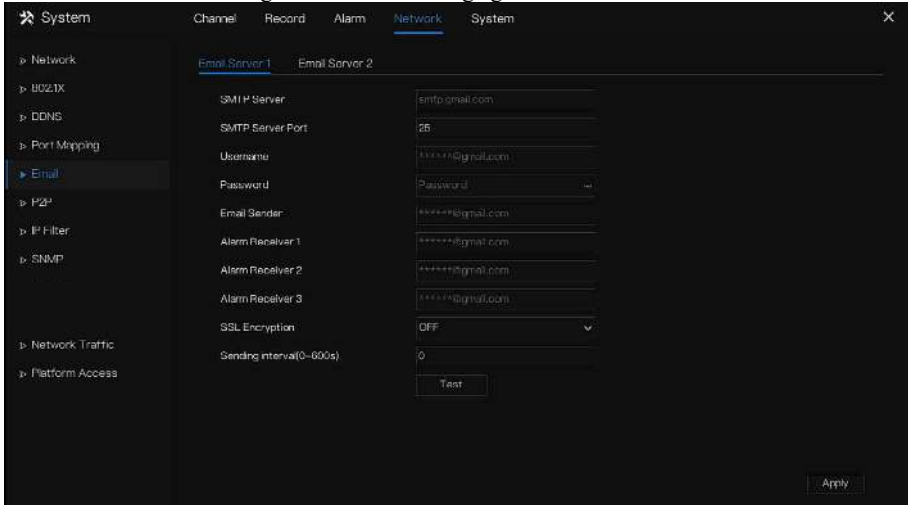 System
Channel Record Alarm Network System
Network
802.1X
DDNS
Port Mapping
Email
P2P
IP Filter
SNMP
Network Traffic
Platform Access
Email Server 1 Email Server 2
SMTP Server smtp.gmail.com
SMTP Server Port 25
Username ******@gmail.com
Password Password ...
Email Sender ******@gmail.com
Alarm Receiver 1 ******@gmail.com
Alarm Receiver 2 ******@gmail.com
Alarm Receiver 3 ******@gmail.com
SSL Encryption OFF
Sending interval(0~600s) 0
Test
Apply